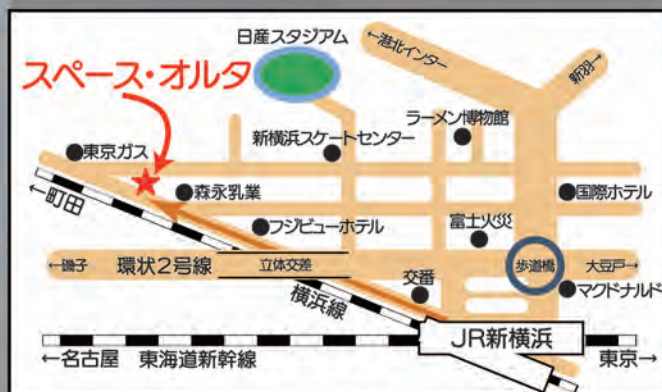 日産スタジアム
←港北インター
新羽→
スペース・オルタ
ラーメン博物館
新横浜スケートセンター
東京ガス
森永乳業
国際ホテル
←町田
フジビューホテル
富士火災
←磯子
環状2号線
立体交差
歩道橋
大豆戸→
横浜線
交番
マクドナルド
JR新横浜
←名古屋
東海道新幹線
東京→